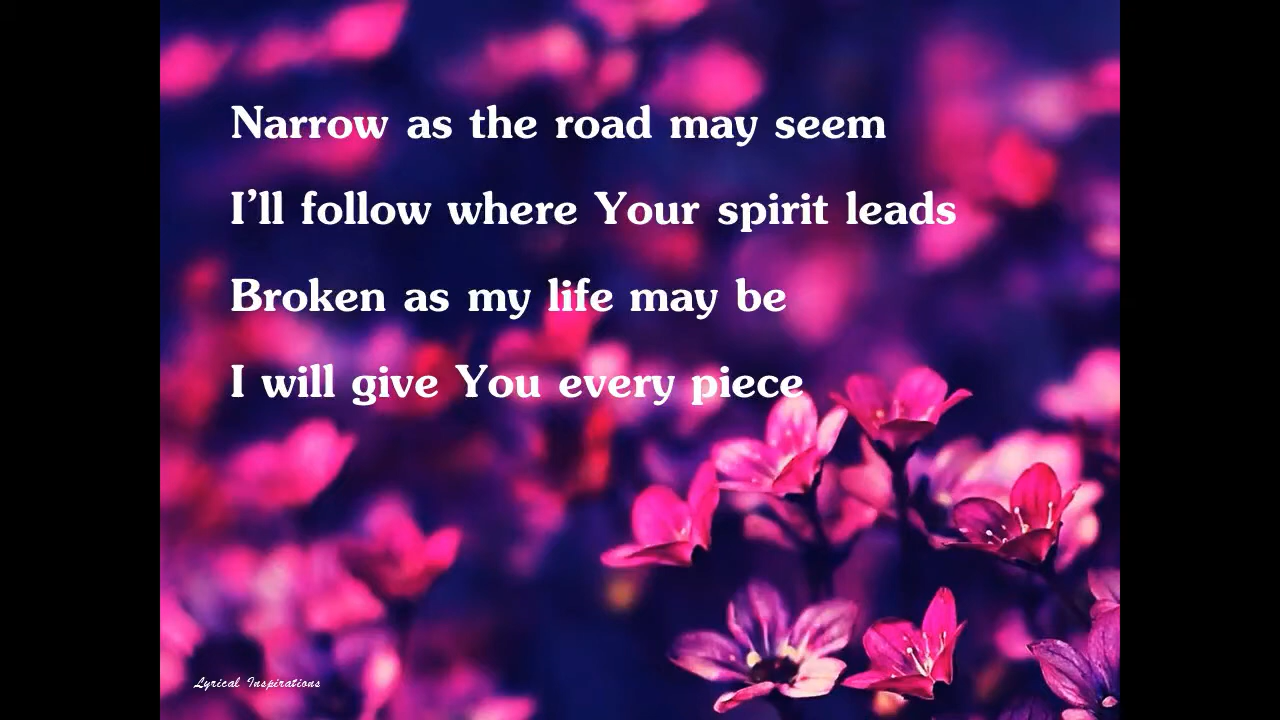 Narrow as the road may seem
I’ll follow where Your spirit leads
Broken as my life may be
I will give You every piece
Lyrical Inspirations